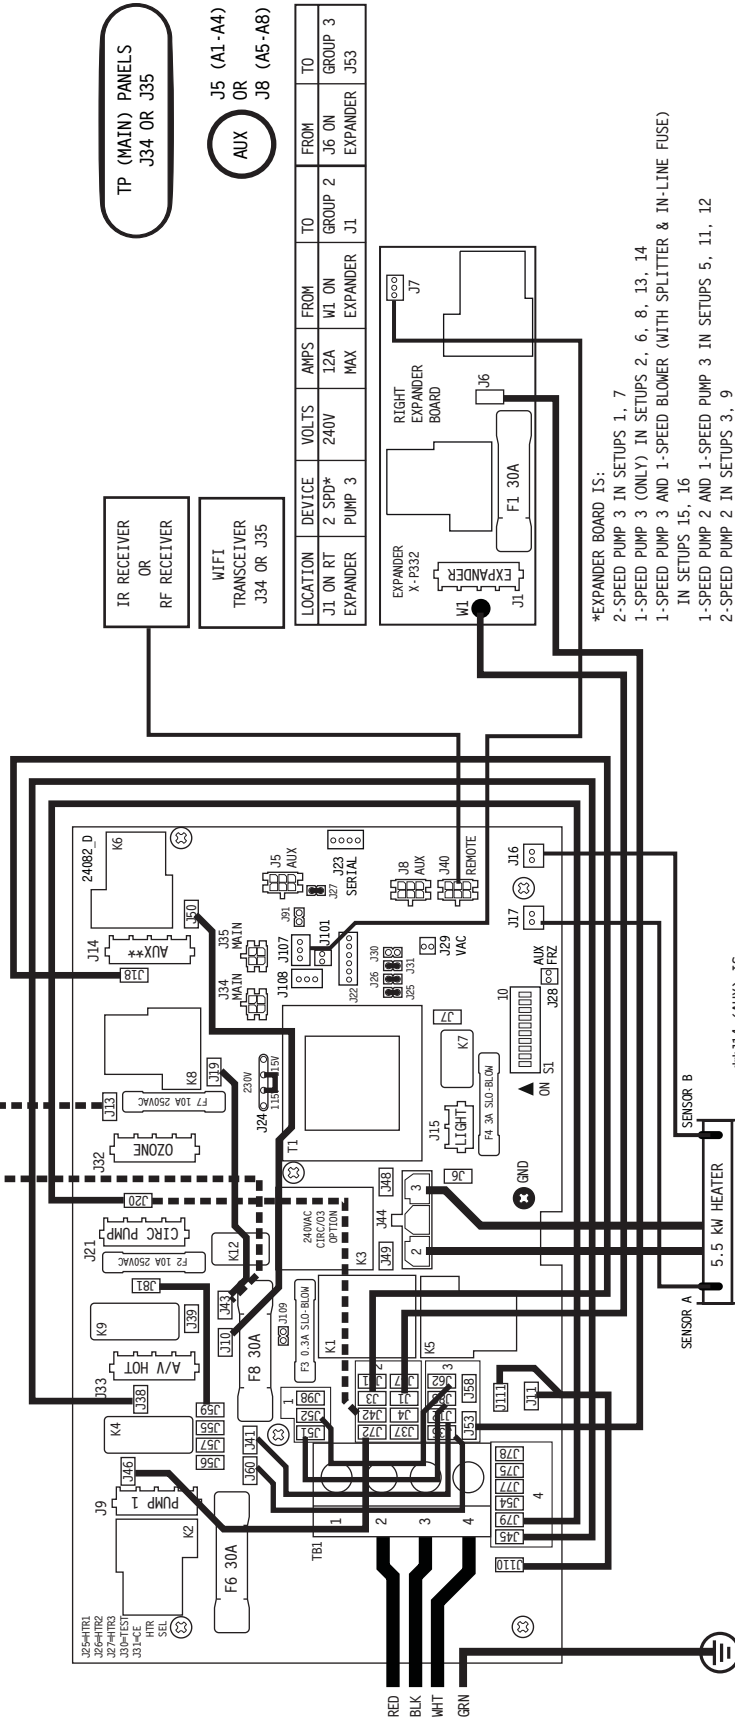 TP (MAIN) PANELS
J34 OR J35
AUX
J5 (A1-A4)
OR
J8 (A5-A8)
LOCATION DEVICE VOLTS AMPS FROM TO FROM TO
J1 ON RT 2 SPD* 240V 12A W1 ON GROUP 2 J6 ON GROUP 3
EXPANDER PUMP 3 MAX EXPANDER J1 EXPANDER J53
IR RECEIVER
OR
RF RECEIVER
WIFI
TRANSCEIVER
J34 OR J35
EXPANDER
X-P332
RIGHT
EXPANDER
BOARD
J7
J6
F1 30A
EXPANDER
J1
W1
*EXPANDER BOARD IS:
2-SPEED PUMP 3 IN SETUPS 1, 7
1-SPEED PUMP 3 (ONLY) IN SETUPS 2, 6, 8, 13, 14
1-SPEED PUMP 3 AND 1-SPEED BLOWER (WITH SPLITTER & IN-LINE FUSE)
IN SETUPS 15, 16
1-SPEED PUMP 2 AND 1-SPEED PUMP 3 IN SETUPS 5, 11, 12
2-SPEED PUMP 2 IN SETUPS 3, 9
24082_D
K6
J14
AUX**
J18
J50
K8
J19
J13
F7 10A 250VAC
J32
OZONE
J20
J21
CIRC PUMP
F2 10A 250VAC
K12
J81
K9
J39
J43
J10
J33
A/V HOT
J38
K4
J59
J55
J57
J56
J46
J9
PUMP 1
K2
F6 30A
F8 30A
J41
J60
J25=HTR1
J26=HTR2
J27=HTR3
J30=TEST
J31=CE
HTR
SEL
J5
AUX
J27
J23
SERIAL
J91
J35
MAIN
J34
MAIN
J107
J101
J108
J22
J8
AUX
J40
REMOTE
J30
J31
J26
J25
J29
VAC
J16
J17
AUX
FRZ
J28
10
ON
S1
J7
K7
F4 3A SLO-BLOW
J15
LIGHT
230V
J24
115V
T1
240VAC
CIRC/O3
OPTION
K3
J48
J44
J49
3
2
J6
GND
J109
F3 0.3A SLO-BLOW
K1
K5
1
J98
J52
J51
2
J3
J42
J72
J1
J4
J37
3
J62
J58
J53
J111
J11
J78
J75
J77
J54
J79
J45
4
J110
TB1
1
2
3
4
RED
BLK
WHT
GRN
SENSOR B
5.5 kW HEATER
SENSOR A